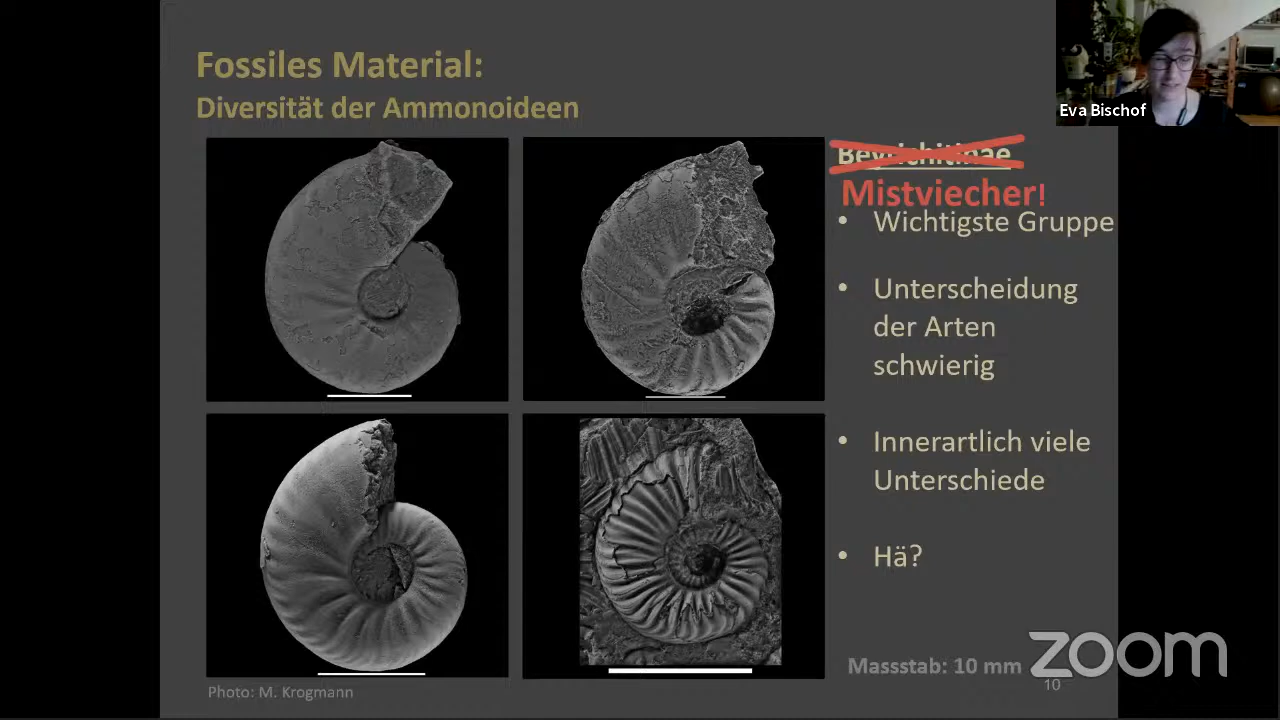 Fossiles Material:
Diversität der Ammonoideen
Eva Bischof
Beyrichitinae
Mistviecher!
• Wichtigste Gruppe
• Unterscheidung
der Arten
schwierig
• Innerartlich viele
Unterschiede
• Hä?
Massstab: 10 mm
zoom
10
Photo: M. Krogmann